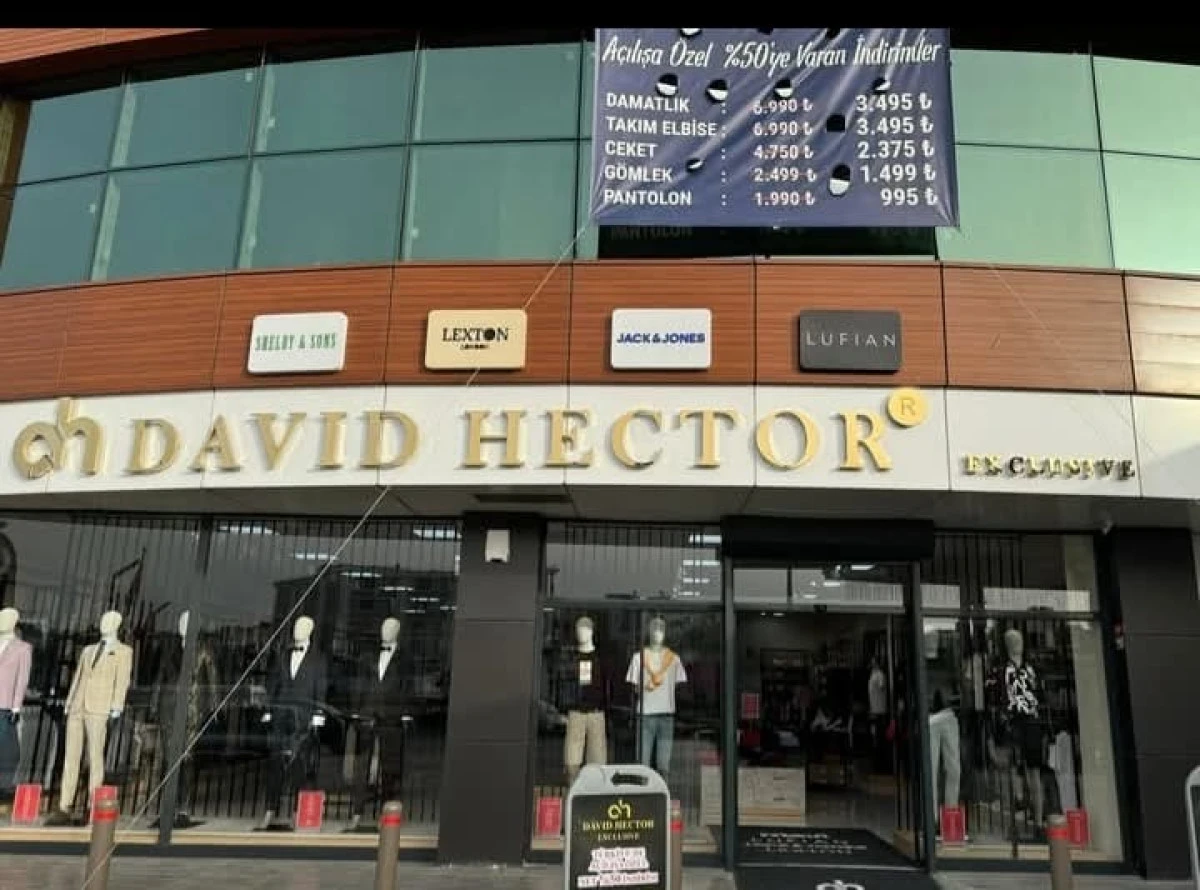 Açılışa Özel %50'ye Varan İndirimler
DAMATLIK : 6.990 ₺ 3.495 ₺
TAKIM ELBİSE : 6.990 ₺ 3.495 ₺
CEKET : 4.750 ₺ 2.375 ₺
GÖMLEK : 2.499 ₺ 1.499 ₺
PANTOLON : 1.990 ₺ 995 ₺
SHELBY & SONS
LEXTON
JACK&JONES
LUFIAN
dh DAVID HECTOR ®
EXCLUSIVE
dh
DAVID HECTOR
EXCLUSIVE